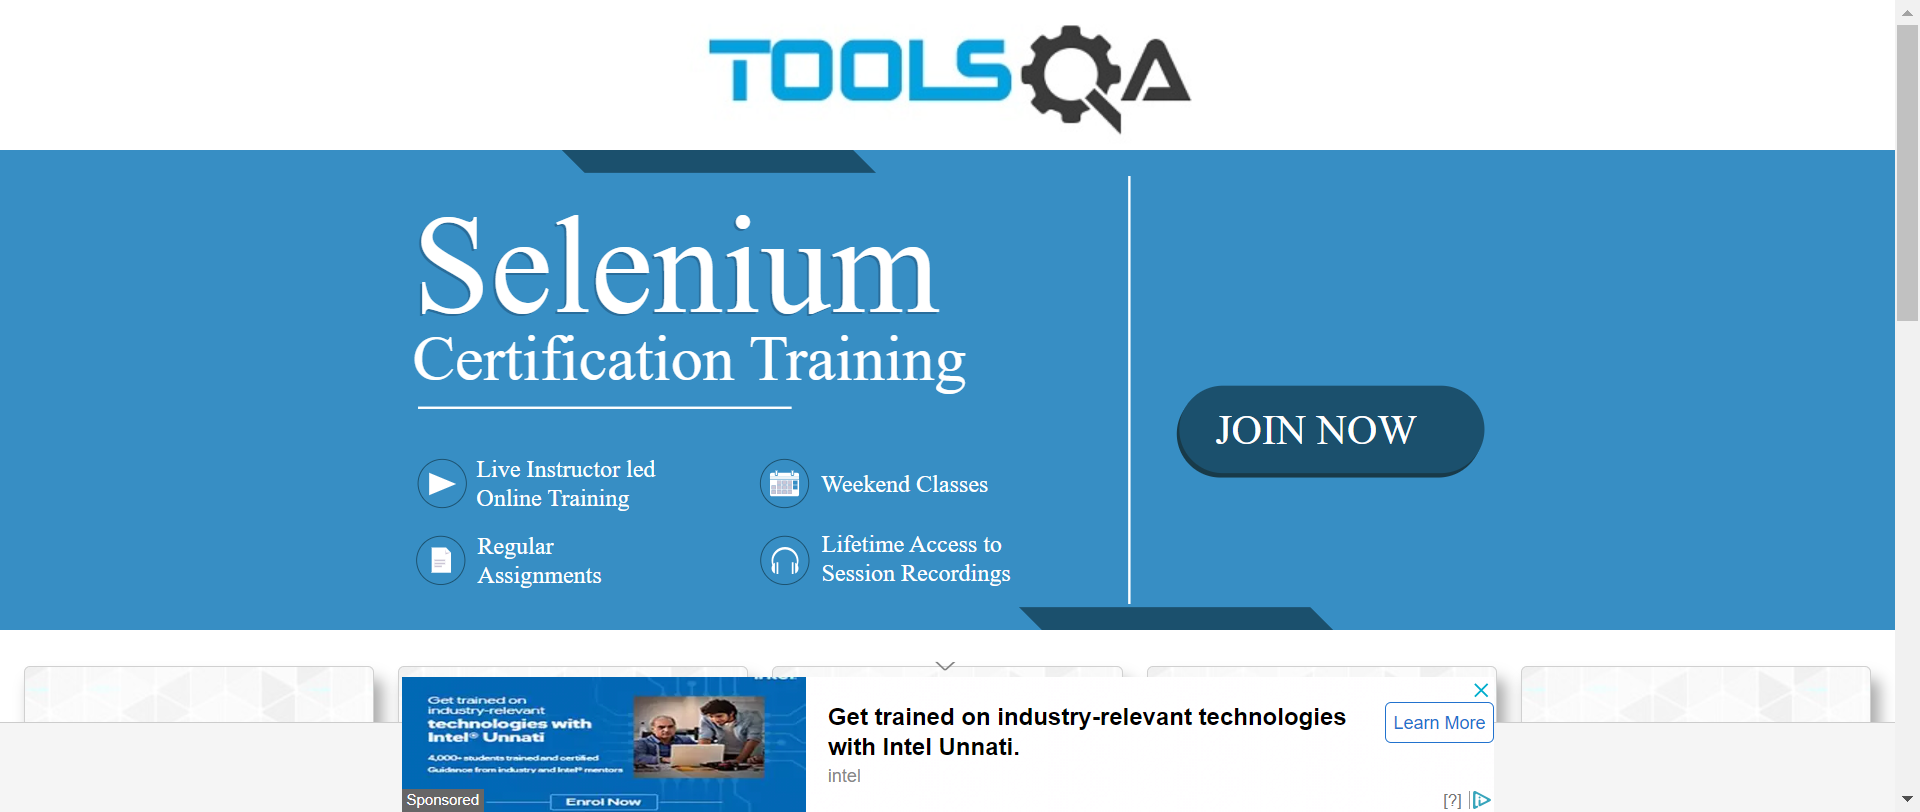 TOOLSQA
Selenium
Certification Training
JOIN NOW
Live Instructor led
Online Training
Weekend Classes
Regular
Assignments
Lifetime Access to
Session Recordings
Get trained on
industry-relevant
technologies with
Intel® Unnati
4,000+ students trained and certified
Guidance from industry and Intel® mentors
Enrol Now
Sponsored
Get trained on industry-relevant technologies
with Intel Unnati.
intel
Learn More
[?]